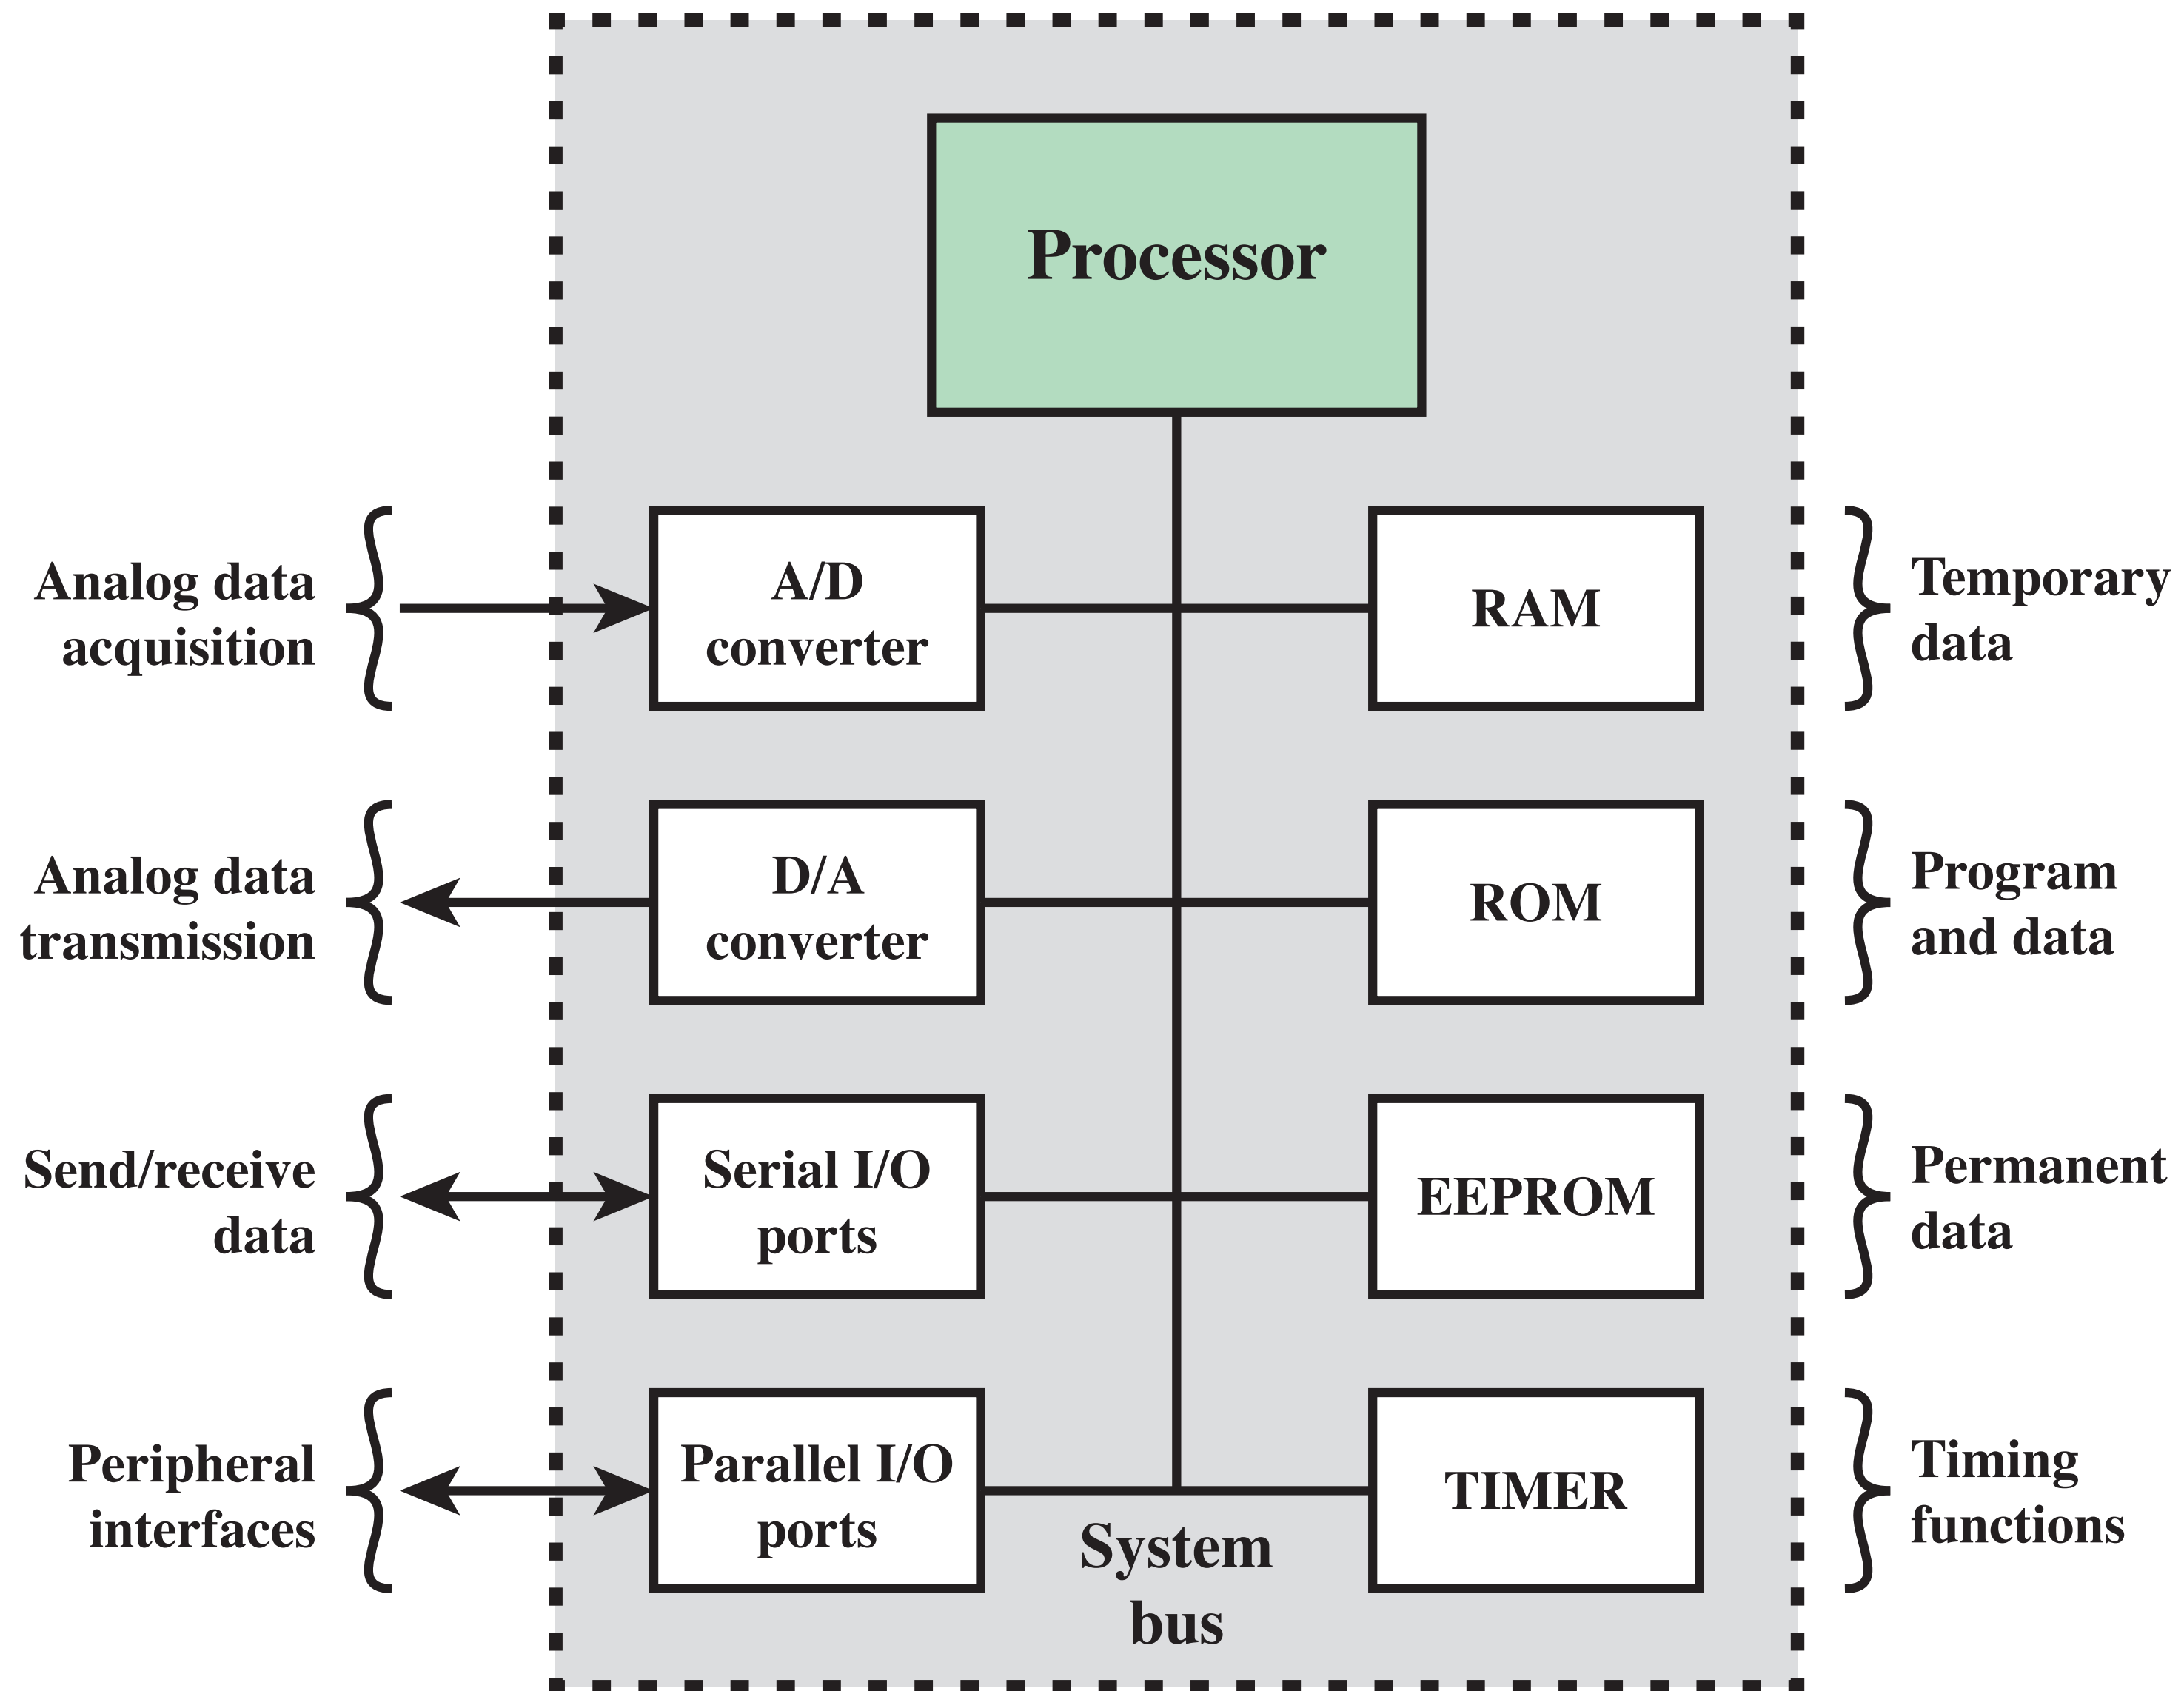 Processor
Analog data
acquisition
A/D
converter
RAM
Temporary
data
Analog data
transmission
D/A
converter
ROM
Program
and data
Send/receive
data
Serial I/O
ports
EEPROM
Permanent
data
Peripheral
interfaces
Parallel I/O
ports
TIMER
Timing
functions
System
bus